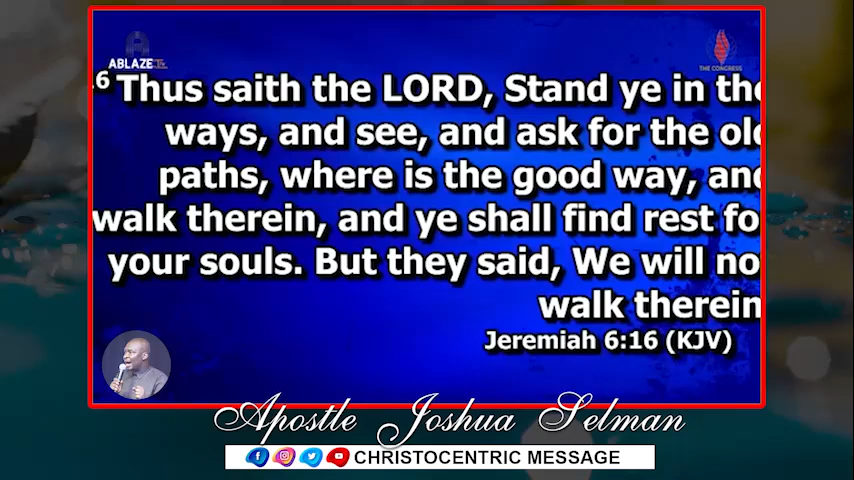 ABLAZE TV
THE CONGRESS
16 Thus saith the LORD, Stand ye in the
ways, and see, and ask for the old
paths, where is the good way, and
walk therein, and ye shall find rest for
your souls. But they said, We will not
walk therein
Jeremiah 6:16 (KJV)
Apostle Joshua Selman
CHRISTOCENTRIC MESSAGE